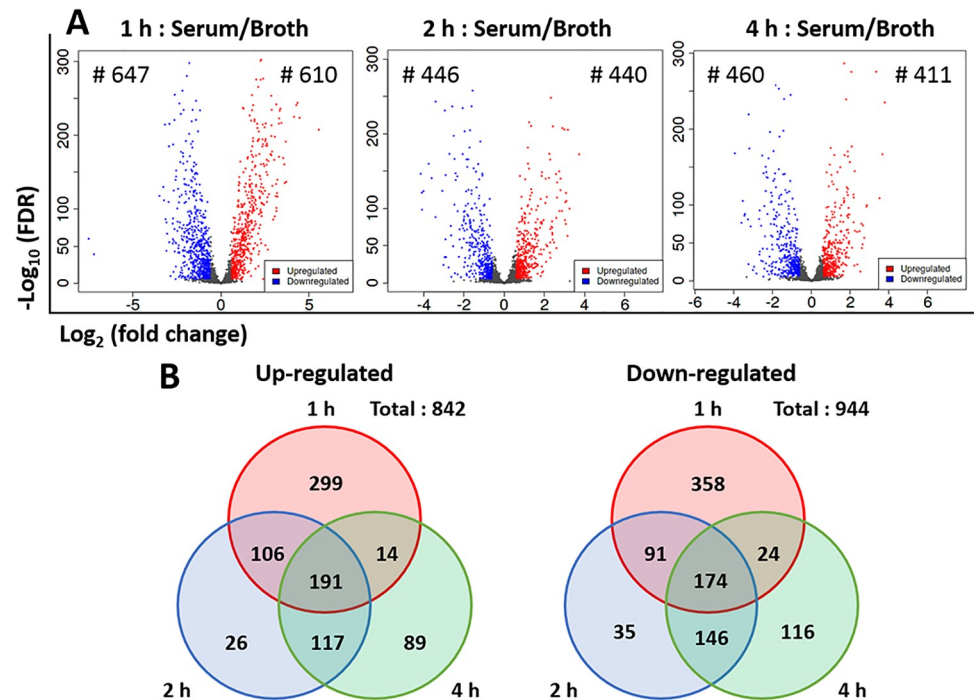 A
1 h : Serum/Broth
2 h : Serum/Broth
4 h : Serum/Broth
-Log10 (FDR)
300
200
100
50
0
# 647
# 610
Upregulated
Downregulated
-5
0
5
300
200
100
50
0
# 446
# 440
Upregulated
Downregulated
-4
-2
0
2
4
6
300
200
100
50
0
# 460
# 411
Upregulated
Downregulated
-6
-4
-2
0
2
4
6
Log2 (fold change)
B
Up-regulated
1 h
Total : 842
299
106
14
191
26
117
89
2 h
4 h
Down-regulated
1 h
Total : 944
358
91
24
174
35
146
116
2 h
4 h